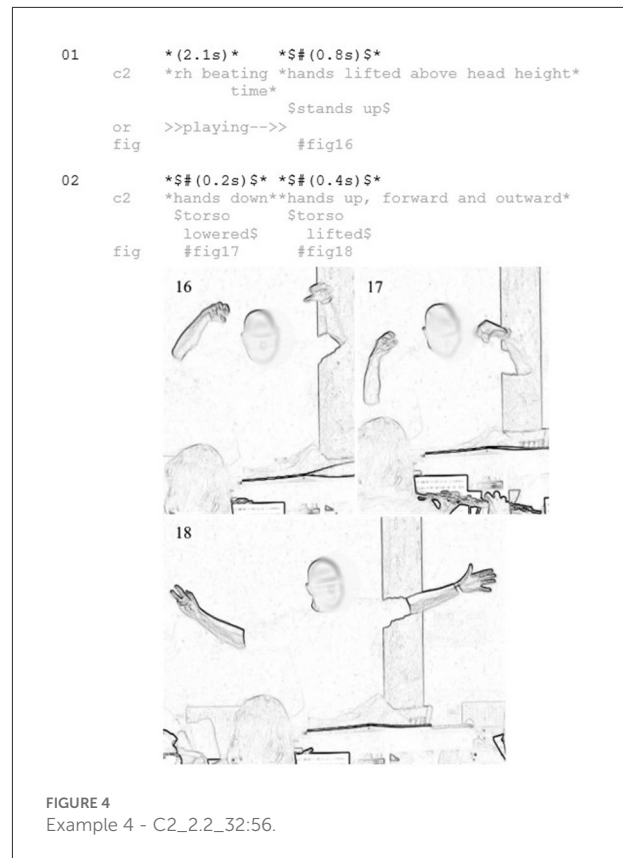 01 *(2.1s)* *$#(0.8s)$*
c2 *rh beating *hands lifted above head height*
time*
$stands up$
or >>playing-->>
fig #fig16
02 *$#(0.2s)$* *$#(0.4s)$*
c2 *hands down**hands up, forward and outward*
$torso $torso
lowered$ lifted$
fig #fig17 #fig18
16 17
18
FIGURE 4
Example 4 - C2_2.2_32:56.